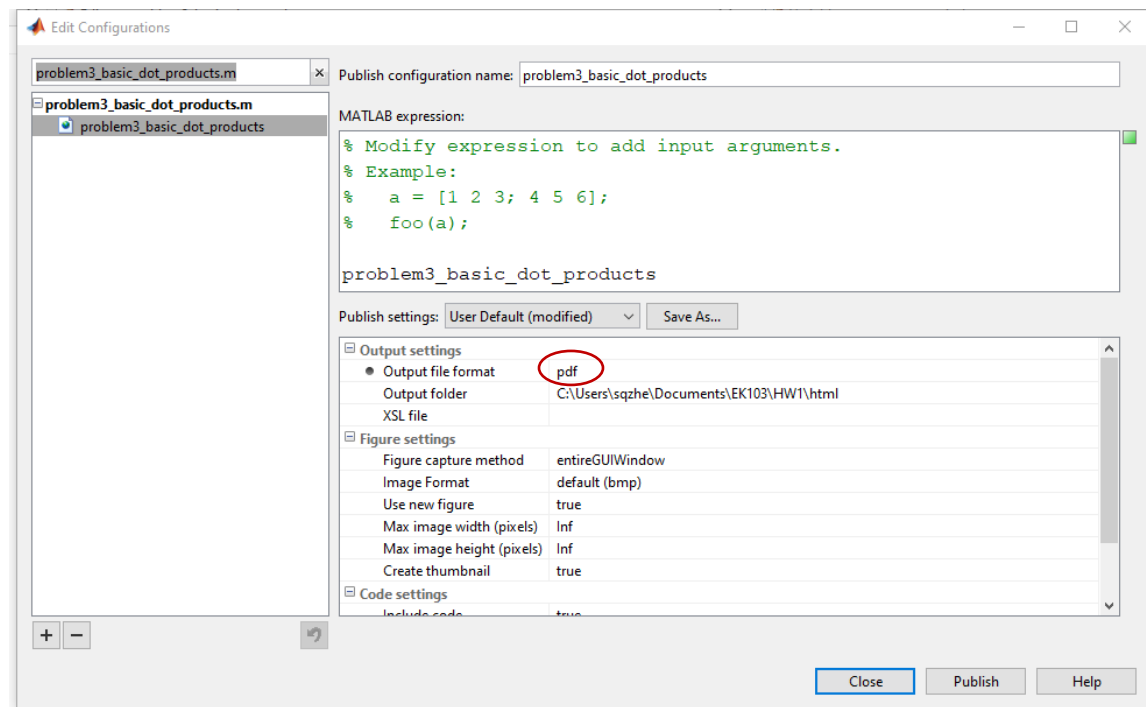 Edit Configurations
problem3_basic_dot_products.m
problem3_basic_dot_products.m
problem3_basic_dot_products
Publish configuration name: problem3_basic_dot_products
MATLAB expression:
% Modify expression to add input arguments.
% Example:
%   a = [1 2 3; 4 5 6];
%   foo(a);
problem3_basic_dot_products
Publish settings: User Default (modified) Save As...
Output settings
Output file format pdf
Output folder C:\Users\sqzhe\Documents\EK103\HW1\html
XSL file
Figure settings
Figure capture method entireGUIWindow
Image Format default (bmp)
Use new figure true
Max image width (pixels) Inf
Max image height (pixels) Inf
Create thumbnail true
Code settings
Include code true
Close Publish Help